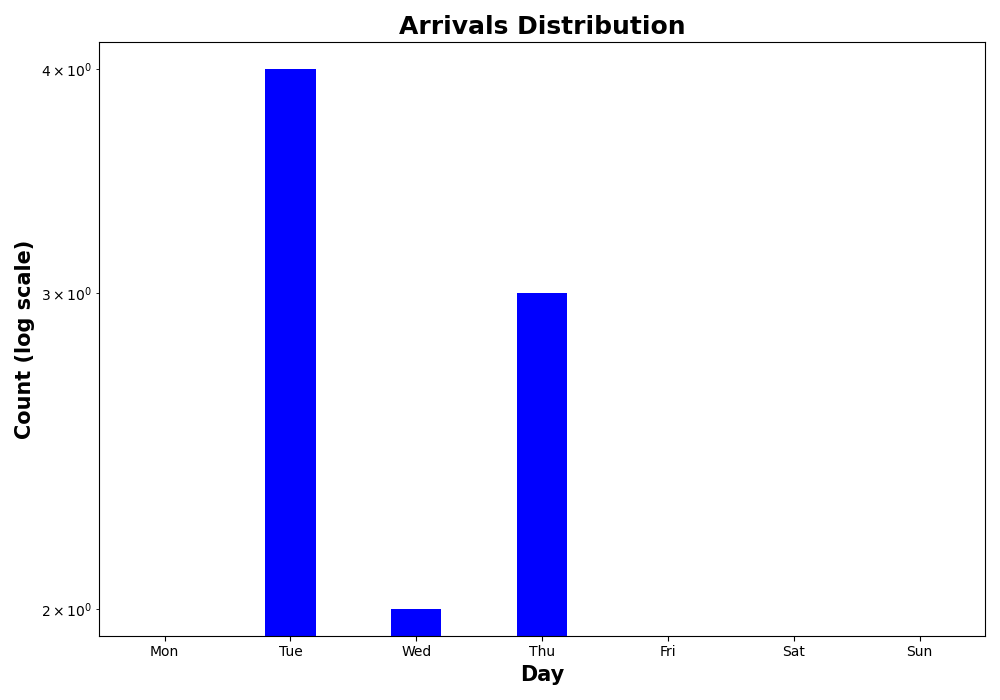 Arrivals Distribution
4 × 10⁰
3 × 10⁰
2 × 10⁰
Count (log scale)
Mon Tue Wed Thu Fri Sat Sun
Day